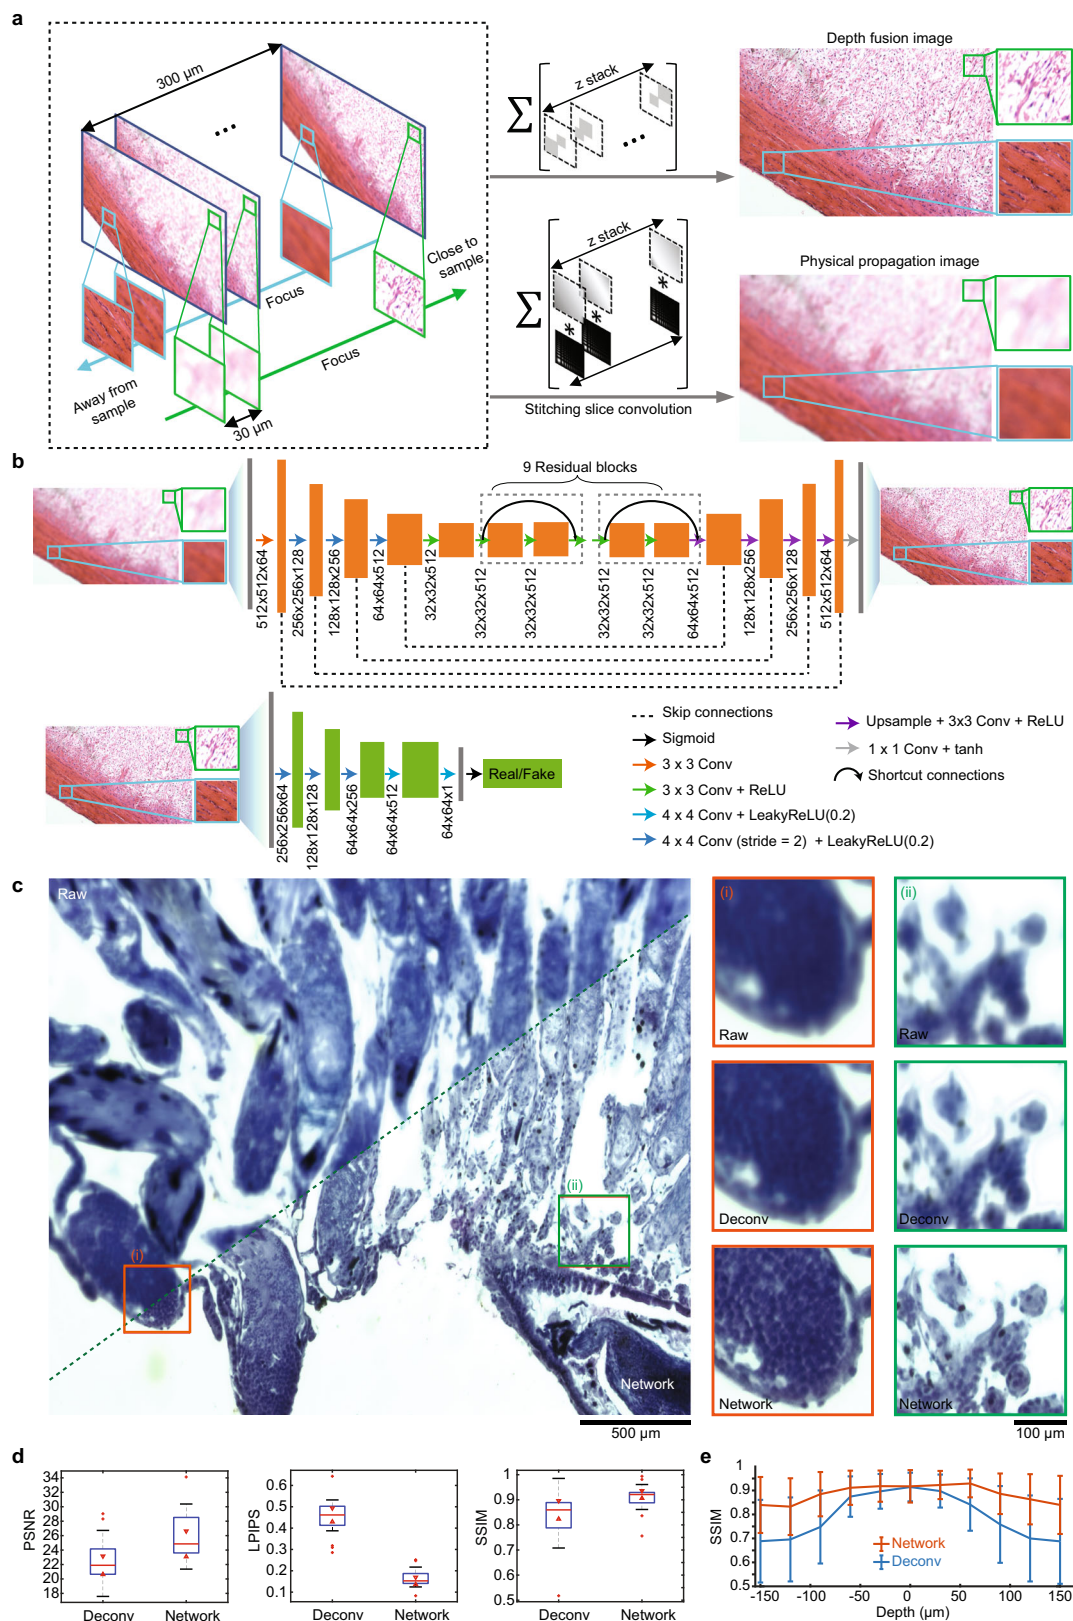 a
300 µm
Focus
Focus
Close to
sample
Away from
sample
30 µm
Σ
z stack
Σ
z stack
*
*
*
Stitching slice convolution
Depth fusion image
Physical propagation image
b
9 Residual blocks
512x512x64
256x256x128
128x128x256
64x64x512
32x32x512
32x32x512
32x32x512
32x32x512
32x32x512
64x64x512
128x128x256
256x256x128
512x512x64
256x256x64
128x128x128
64x64x256
64x64x512
64x64x1
Real/Fake
Skip connections
Sigmoid
3 x 3 Conv
3 x 3 Conv + ReLU
4 x 4 Conv + LeakyReLU(0.2)
4 x 4 Conv (stride = 2) + LeakyReLU(0.2)
Upsample + 3x3 Conv + ReLU
1 x 1 Conv + tanh
Shortcut connections
c
Raw
(i)
(ii)
Network
500 µm
(i)
Raw
Deconv
Network
(ii)
Raw
Deconv
Network
100 µm
d
PSNR
34
32
30
28
26
24
22
20
18
Deconv
Network
LPIPS
0.7
0.6
0.5
0.4
0.3
0.2
0.1
Deconv
Network
SSIM
1
0.9
0.8
0.7
0.6
0.5
Deconv
Network
e
SSIM
1
0.9
0.8
0.7
0.6
0.5
Network
Deconv
-150 -100 -50 0 50 100 150
Depth (µm)